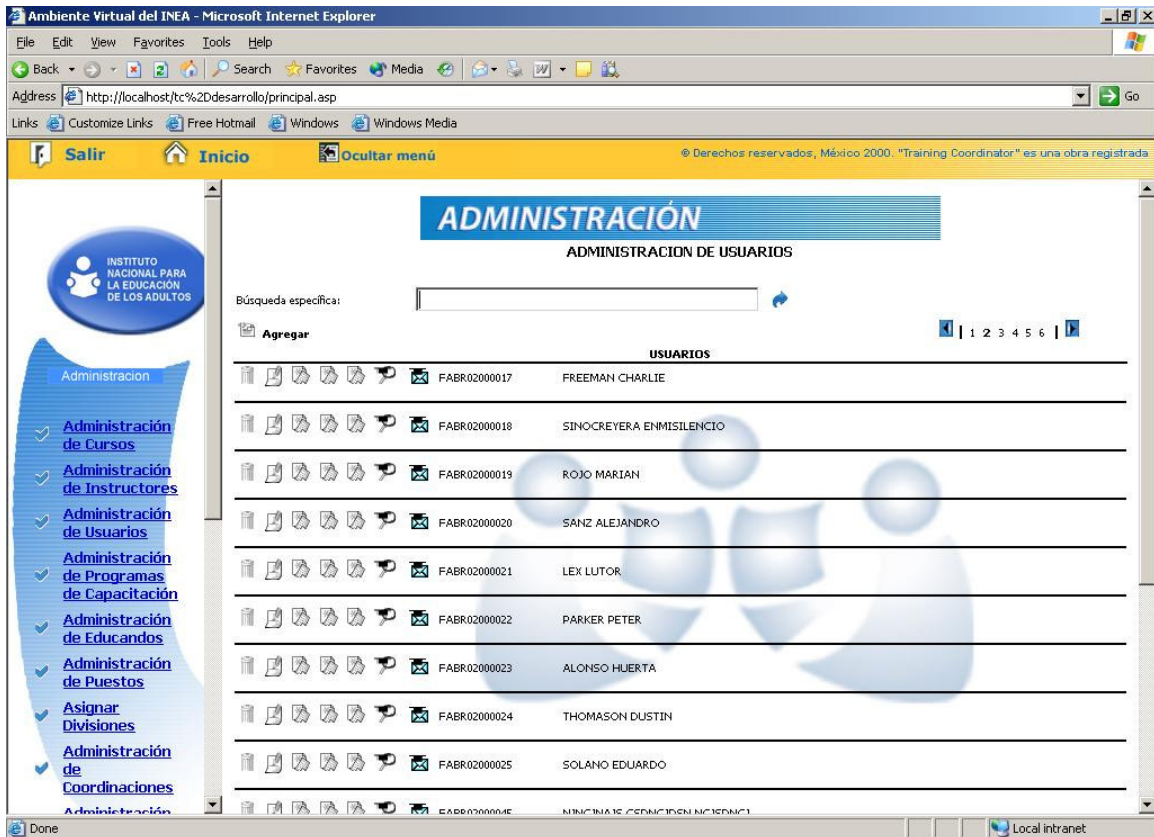 Ambiente Virtual del INEA - Microsoft Internet Explorer
File Edit View Favorites Tools Help
Back Search Favorites Media
Address http://localhost/tc%2Ddesarrollo/principal.asp Go
Links Customize Links Free Hotmail Windows Windows Media
Salir Inicio Ocultar menú ® Derechos reservados, México 2000. "Training Coordinator" es una obra registrada
INSTITUTO
NACIONAL PARA
LA EDUCACIÓN
DE LOS ADULTOS
Administracion
Administración
de Cursos
Administración
de Instructores
Administración
de Usuarios
Administración
de Programas
de Capacitación
Administración
de Educandos
Administración
de Puestos
Asignar
Divisiones
Administración
de
Coordinaciones
Administración
ADMINISTRACIÓN
ADMINISTRACION DE USUARIOS
Búsqueda específica:
Agregar | 1 2 3 4 5 6 |
USUARIOS
FABR02000017 FREEMAN CHARLIE
FABR02000018 SINOCREYERA ENMISILENCIO
FABR02000019 ROJO MARIAN
FABR02000020 SANZ ALEJANDRO
FABR02000021 LEX LUTOR
FABR02000022 PARKER PETER
FABR02000023 ALONSO HUERTA
FABR02000024 THOMASON DUSTIN
FABR02000025 SOLANO EDUARDO
Done Local intranet